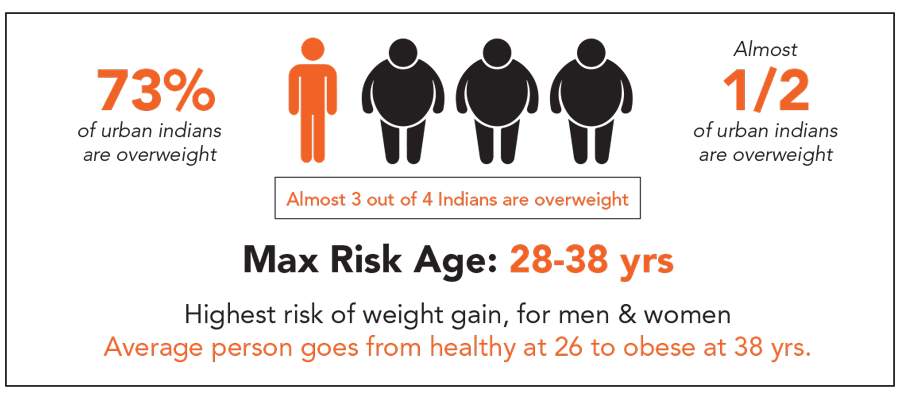 73%
of urban indians
are overweight
Almost
1/2
of urban indians
are overweight
Almost 3 out of 4 Indians are overweight
Max Risk Age: 28-38 yrs
Highest risk of weight gain, for men & women
Average person goes from healthy at 26 to obese at 38 yrs.